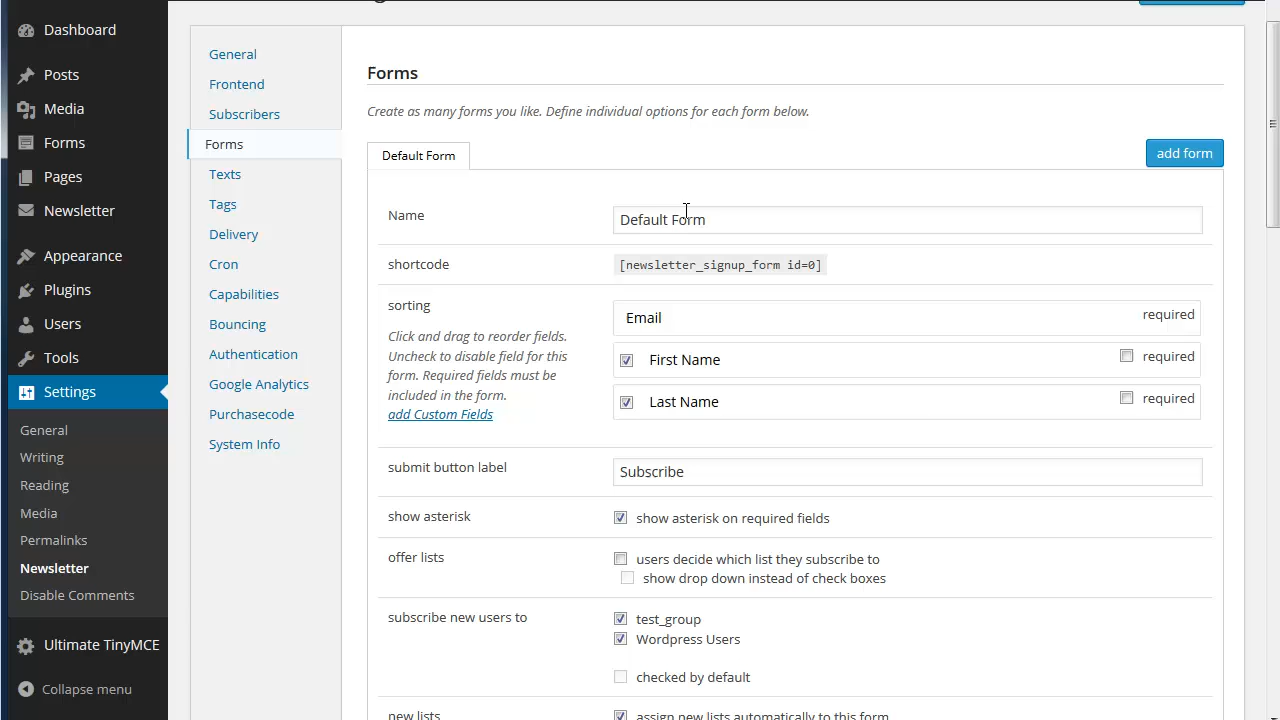 Dashboard
Posts
Media
Forms
Pages
Newsletter
Appearance
Plugins
Users
Tools
Settings
General
Writing
Reading
Media
Permalinks
Newsletter
Disable Comments
Ultimate TinyMCE
Collapse menu
General
Frontend
Subscribers
Forms
Texts
Tags
Delivery
Cron
Capabilities
Bouncing
Authentication
Google Analytics
Purchasecode
System Info
Forms
Create as many forms you like. Define individual options for each form below.
Default Form
add form
Name
Default Form
shortcode
[newsletter_signup_form id=0]
sorting
Click and drag to reorder fields.
Uncheck to disable field for this
form. Required fields must be
included in the form.
add Custom Fields
Email required
First Name required
Last Name required
submit button label
Subscribe
show asterisk
show asterisk on required fields
offer lists
users decide which list they subscribe to
show drop down instead of check boxes
subscribe new users to
test_group
Wordpress Users
checked by default
new lists
assign new lists automatically to this form